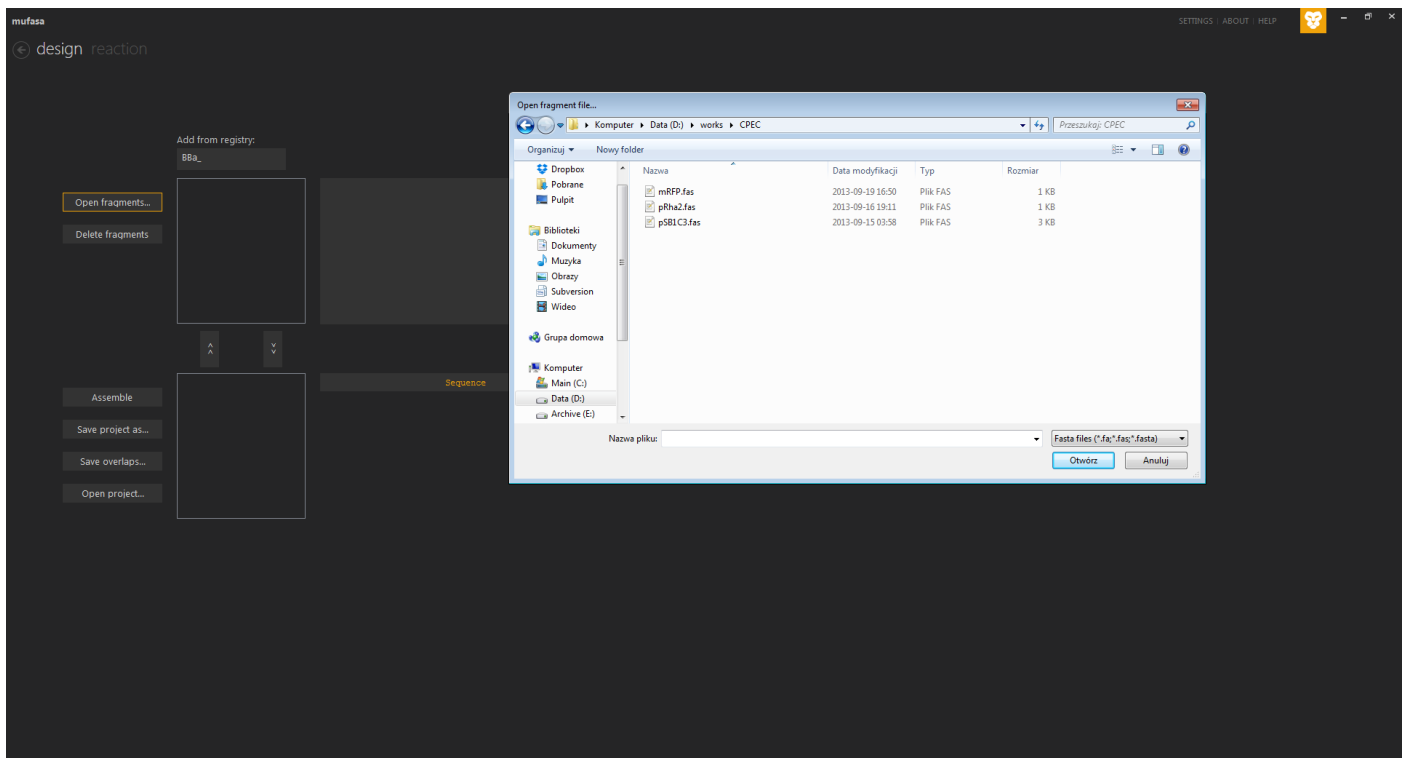 mufasa
SETTINGS | ABOUT | HELP
design reaction
Add from registry:
BBa_
Open fragments...
Delete fragments
Assemble
Save project as...
Save overlaps...
Open project...
Sequence
Open fragment file...
Komputer Data (D:) works CPEC
Przeszukaj: CPEC
Organizuj Nowy folder
Dropbox
Pobrane
Pulpit
Biblioteki
Dokumenty
Muzyka
Obrazy
Subversion
Wideo
Grupa domowa
Komputer
Main (C:)
Data (D:)
Archive (E:)
Nazwa Data modyfikacji Typ Rozmiar
mRFP.fas 2013-09-19 16:50 Plik FAS 1 KB
pRha2.fas 2013-09-16 19:11 Plik FAS 1 KB
pSB1C3.fas 2013-09-15 03:58 Plik FAS 3 KB
Nazwa pliku:
Fasta files (*.fa;*.fas;*.fasta)
Otwórz Anuluj